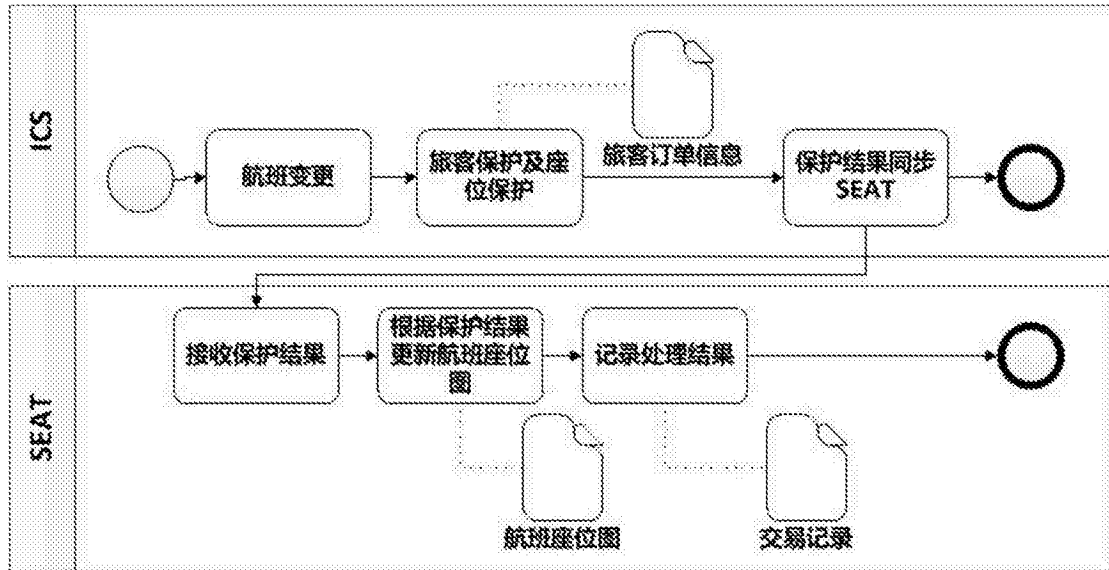 ICS
航班变更
旅客保护及座
位保护
旅客订单信息
保护结果同步
SEAT
SEAT
接收保护结果
根据保护结果
更新航班座位
图
记录处理结果
航班座位图
交易记录